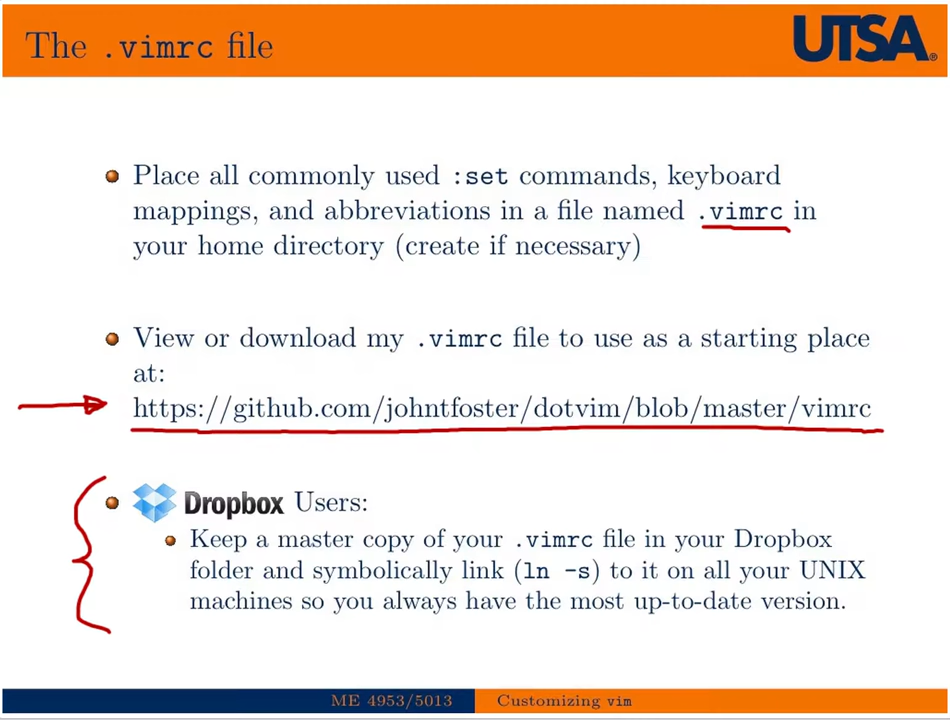 The .vimrc file
UTSA®
Place all commonly used :set commands, keyboard
mappings, and abbreviations in a file named .vimrc in
your home directory (create if necessary)
View or download my .vimrc file to use as a starting place
at:
https://github.com/johntfoster/dotvim/blob/master/vimrc
Dropbox Users:
Keep a master copy of your .vimrc file in your Dropbox
folder and symbolically link (ln -s) to it on all your UNIX
machines so you always have the most up-to-date version.
ME 4953/5013 Customizing vim